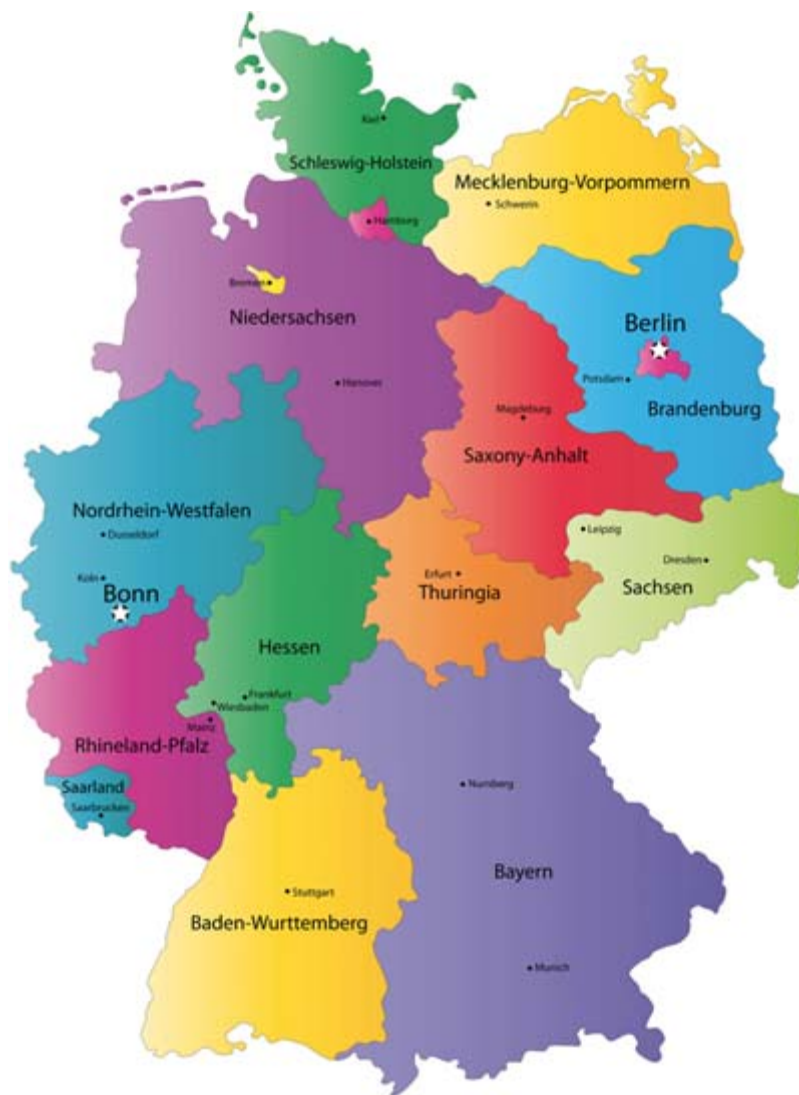 Kiel
Schleswig-Holstein
Mecklenburg-Vorpommern
Schwerin
Hamburg
Bremen
Niedersachsen
Berlin
Hanover
Potsdam
Brandenburg
Magdeburg
Saxony-Anhalt
Nordrhein-Westfalen
Dusseldorf
Leipzig
Dresden
Koln
Erfurt
Sachsen
Bonn
Thuringia
Hessen
Frankfurt
Wiesbaden
Mainz
Rhineland-Pfalz
Saarland
Saarbrucken
Nurnberg
Bayern
Stuttgart
Baden-Wurttemberg